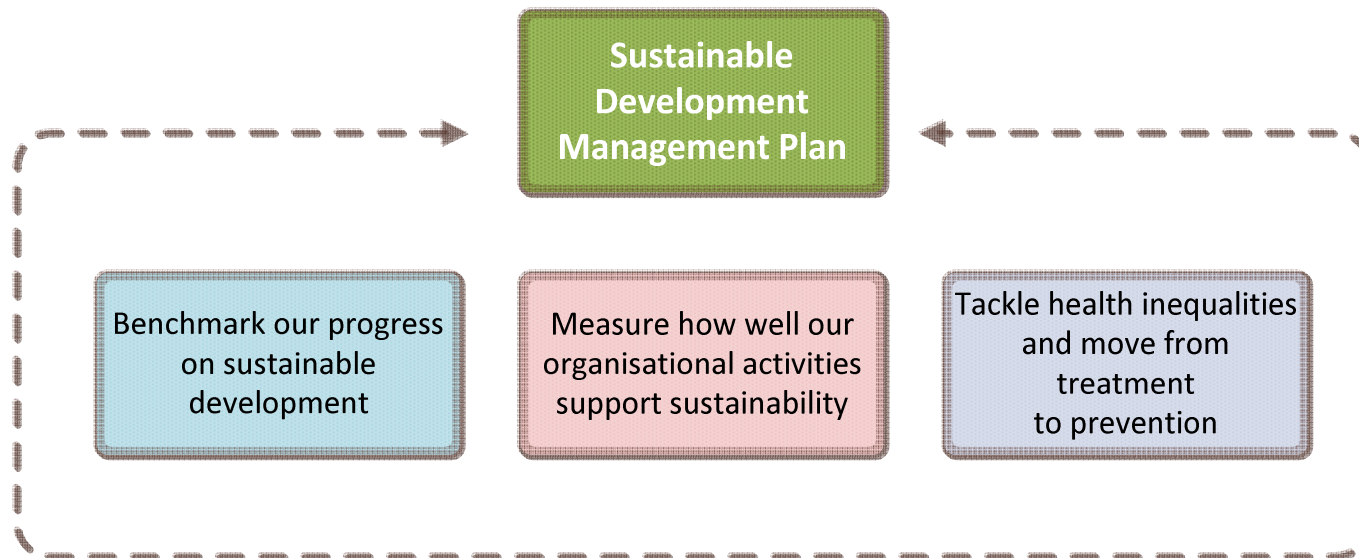 Sustainable
Development
Management Plan
Benchmark our progress
on sustainable
development
Measure how well our
organisational activities
support sustainability
Tackle health inequalities
and move from
treatment
to prevention